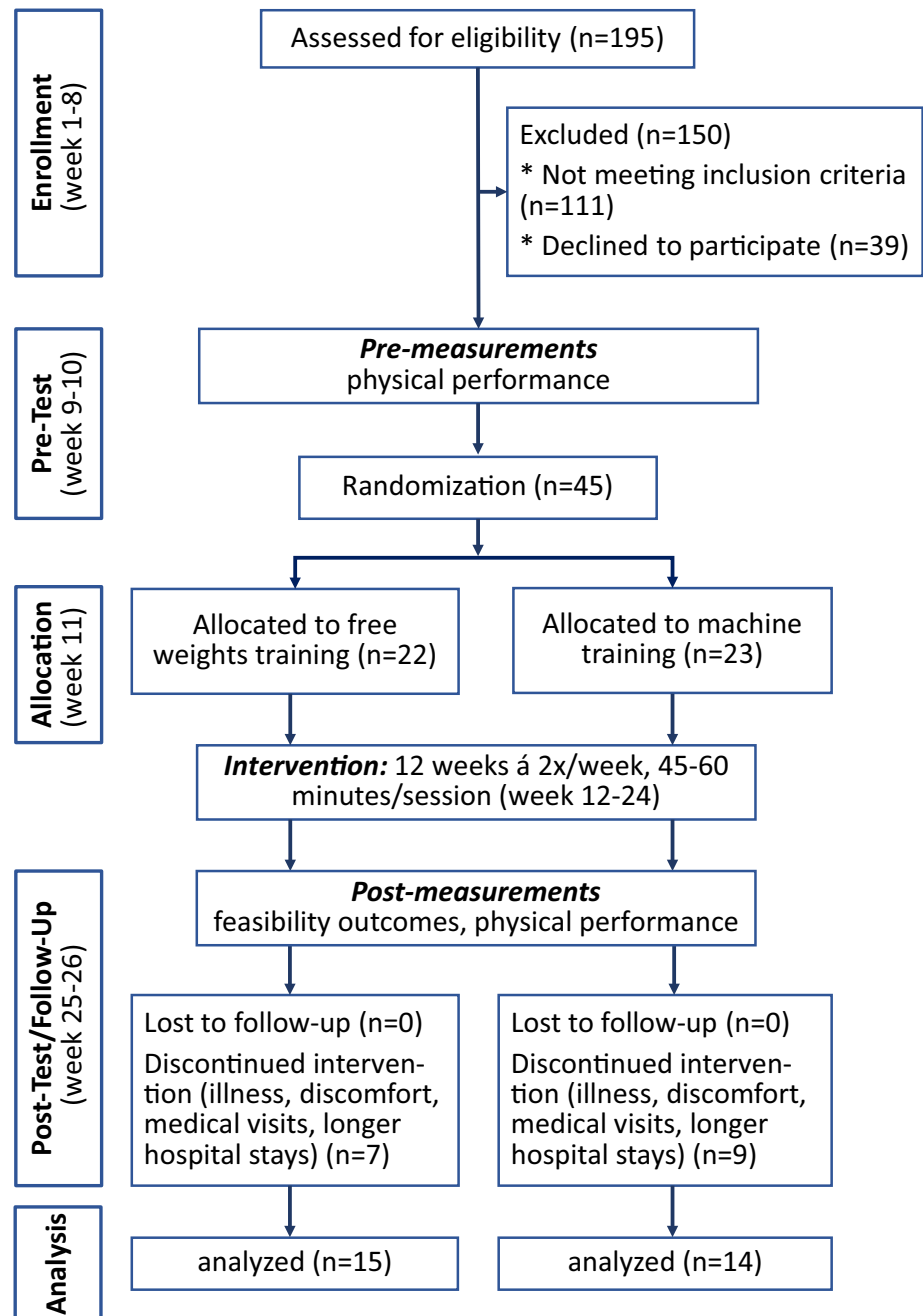 Enrollment
(week 1-8)
Assessed for eligibility (n=195)
Excluded (n=150)
* Not meeting inclusion criteria
(n=111)
* Declined to participate (n=39)
Pre-Test
(week 9-10)
Pre-measurements
physical performance
Randomization (n=45)
Allocation
(week 11)
Allocated to free
weights training (n=22)
Allocated to machine
training (n=23)
Intervention: 12 weeks á 2x/week, 45-60
minutes/session (week 12-24)
Post-Test/Follow-Up
(week 25-26)
Post-measurements
feasibility outcomes, physical performance
Lost to follow-up (n=0)
Discontinued interven-
tion (illness, discomfort,
medical visits, longer
hospital stays) (n=7)
Lost to follow-up (n=0)
Discontinued interven-
tion (illness, discomfort,
medical visits, longer
hospital stays) (n=9)
Analysis
analyzed (n=15)
analyzed (n=14)